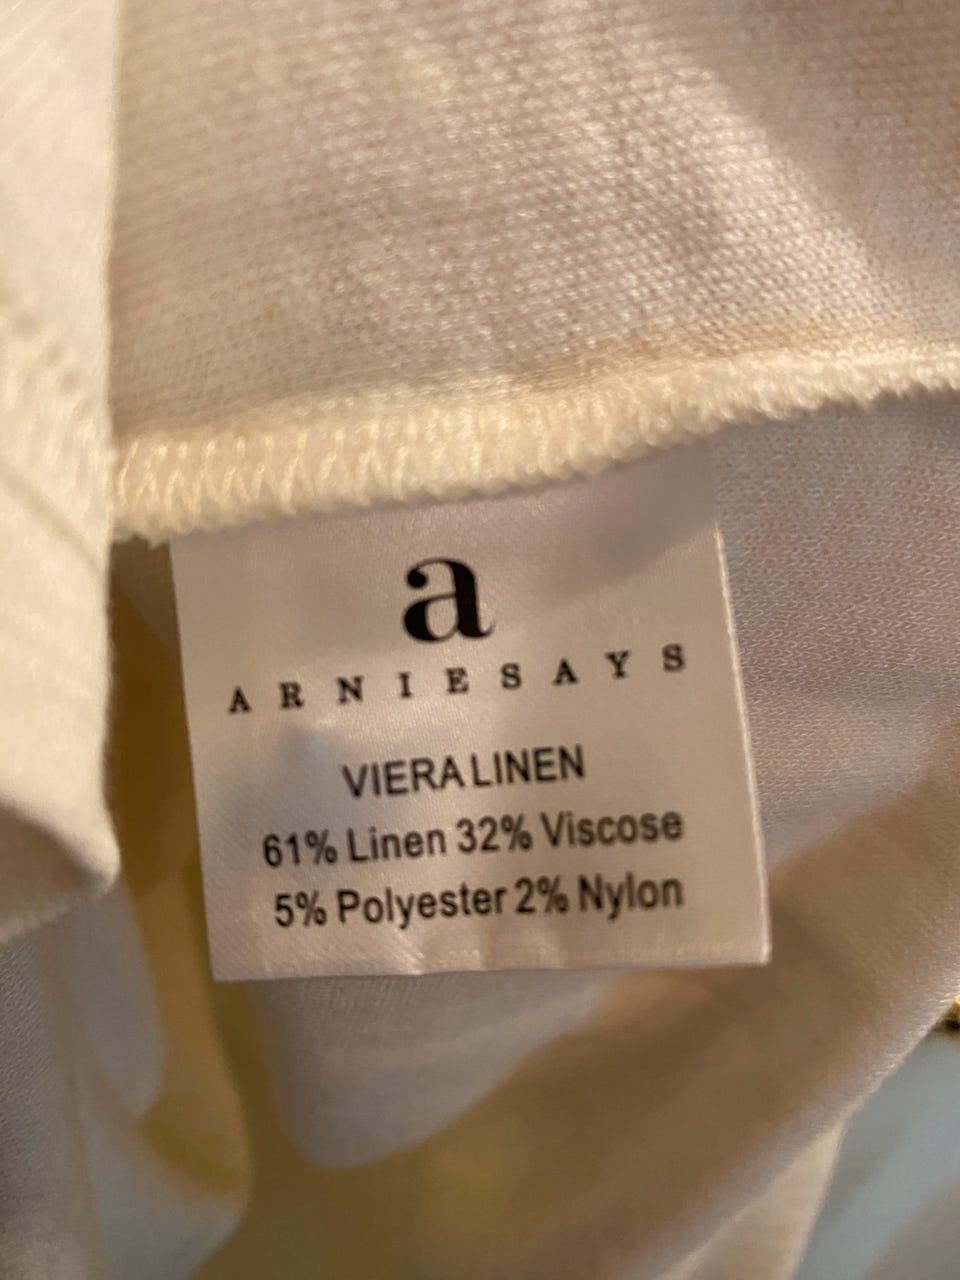 a
ARNIESAYS
VIERA LINEN
61% Linen 32% Viscose
5% Polyester 2% Nylon